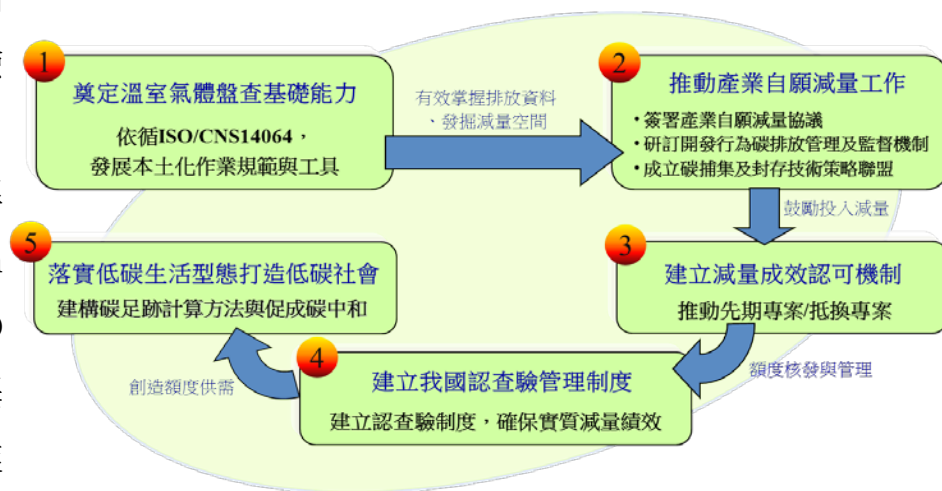 1
奠定溫室氣體盤查基礎能力
依循ISO/CNS14064，
發展本土化作業規範與工具
有效掌握排放資料
、發掘減量空間
2
推動產業自願減量工作
•簽署產業自願減量協議
•研訂開發行為碳排放管理及監督機制
•成立碳捕集及封存技術策略聯盟
鼓勵投入減量
3
建立減量成效認可機制
推動先期專案/抵換專案
額度核發與管理
4
建立我國認查驗管理制度
建立認查驗制度，確保實質減量績效
創造額度供需
5
落實低碳生活型態打造低碳社會
建構碳足跡計算方法與促成碳中和